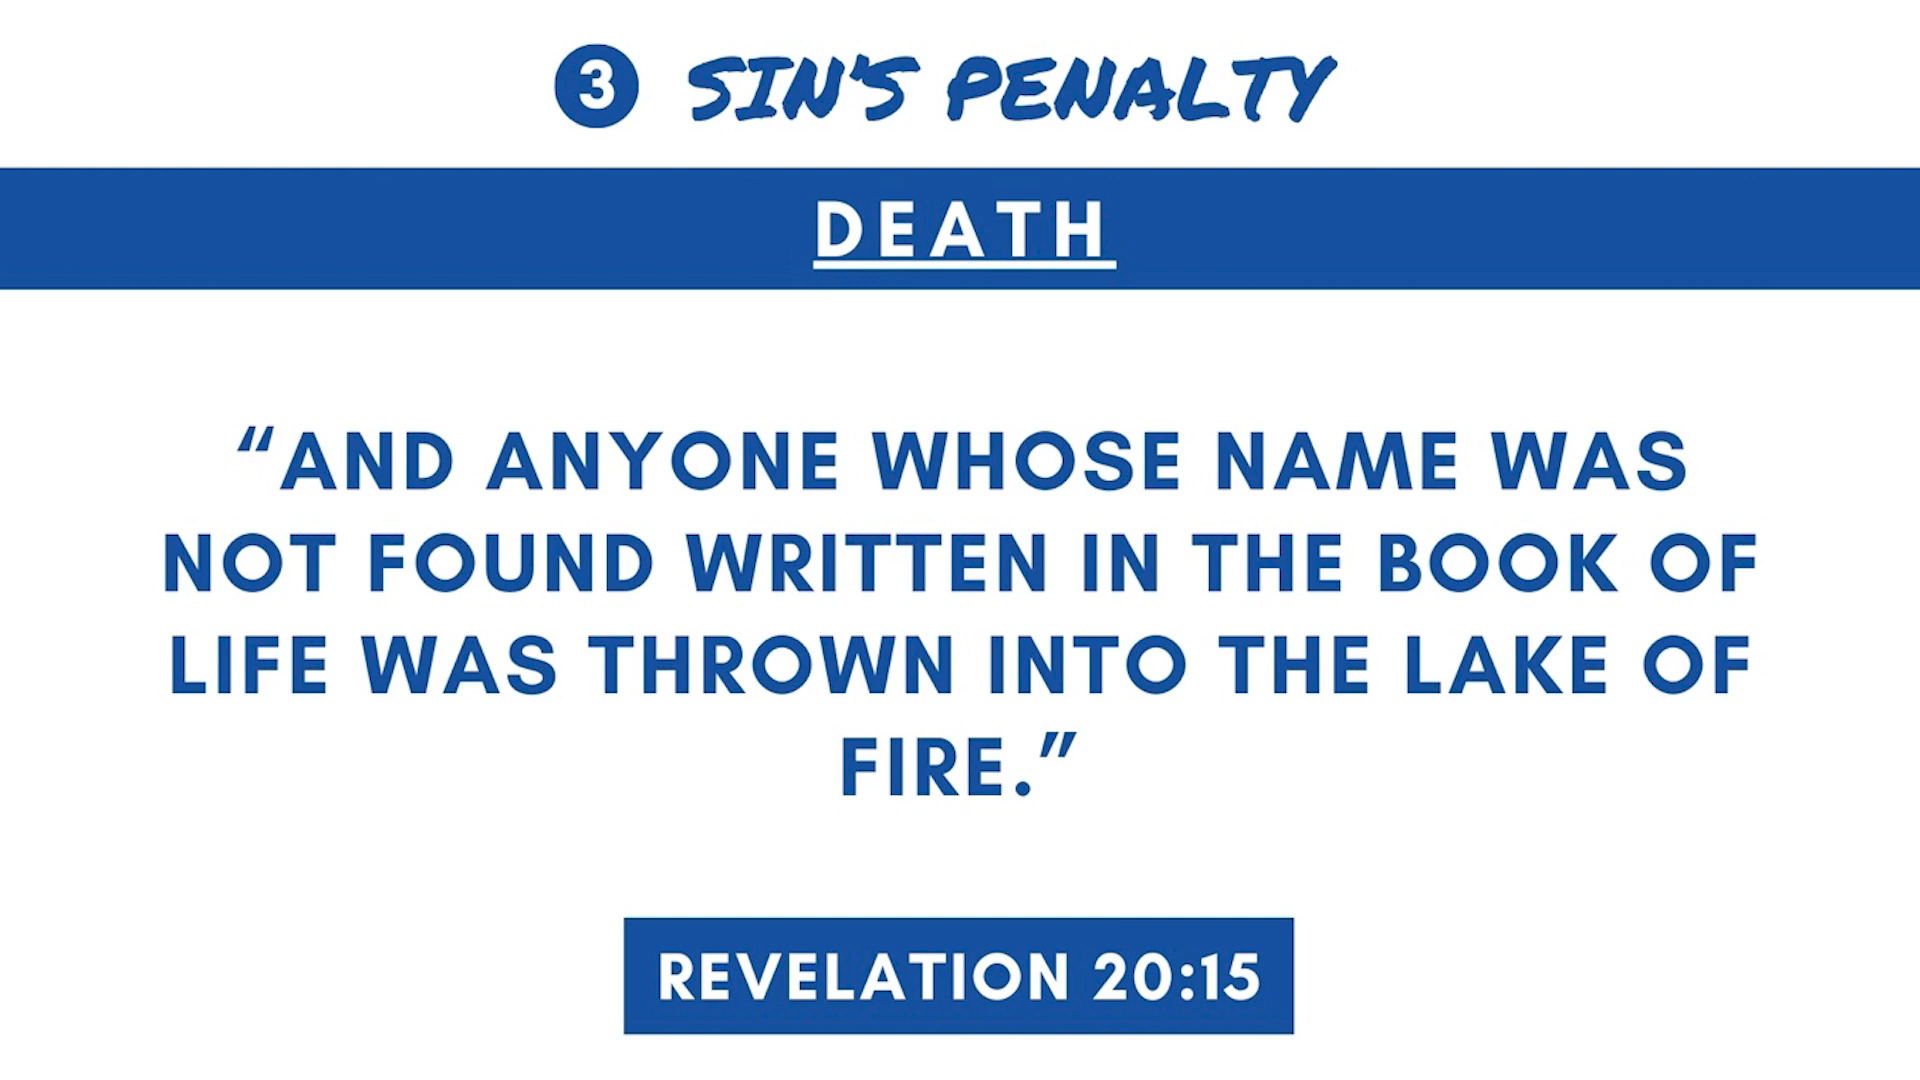 3 SIN'S PENALTY
DEATH
“AND ANYONE WHOSE NAME WAS
NOT FOUND WRITTEN IN THE BOOK OF
LIFE WAS THROWN INTO THE LAKE OF
FIRE.”
REVELATION 20:15